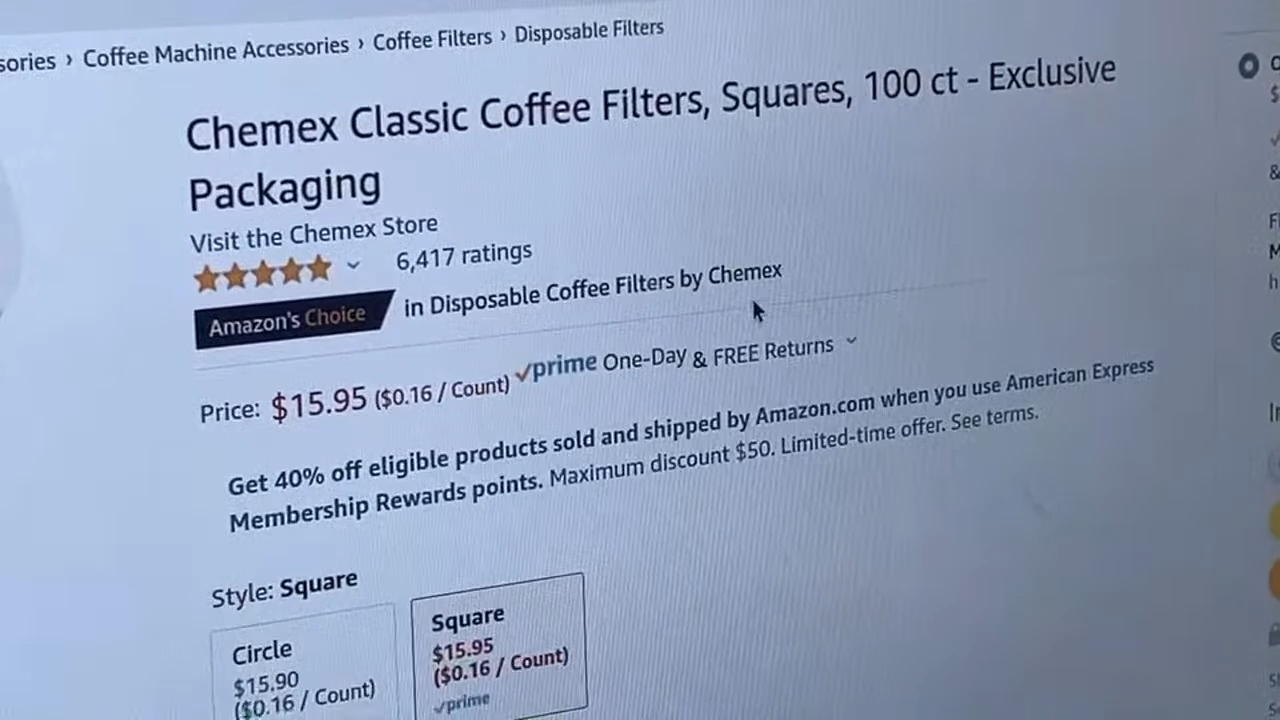 sories › Coffee Machine Accessories › Coffee Filters › Disposable Filters
Chemex Classic Coffee Filters, Squares, 100 ct - Exclusive
Packaging
Visit the Chemex Store
6,417 ratings
Amazon's Choice in Disposable Coffee Filters by Chemex
Price: $15.95 ($0.16 / Count) prime One-Day & FREE Returns
Get 40% off eligible products sold and shipped by Amazon.com when you use American Express
Membership Rewards points. Maximum discount $50. Limited-time offer. See terms.
Style: Square
Circle
$15.90
($0.16 / Count)
Square
$15.95
($0.16 / Count)
prime
$
&